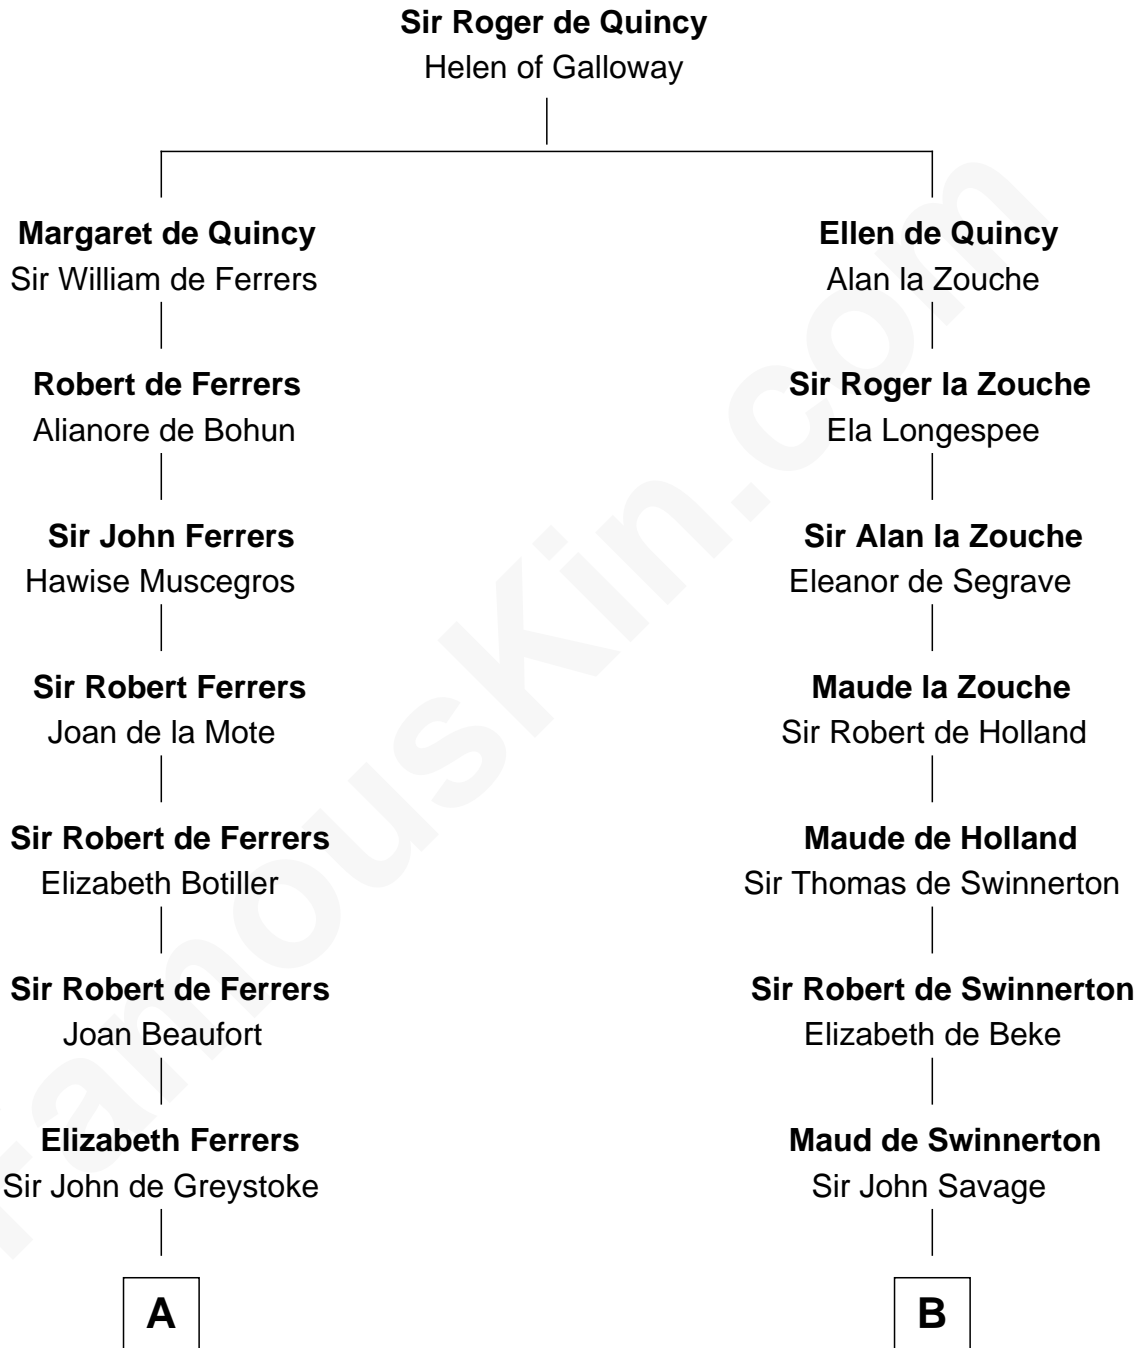 Sir Roger de Quincy
Helen of Galloway
Margaret de Quincy
Sir William de Ferrers
Ellen de Quincy
Alan la Zouche
Robert de Ferrers
Alianore de Bohun
Sir Roger la Zouche
Ela Longespee
Sir John Ferrers
Hawise Muscegros
Sir Alan la Zouche
Eleanor de Segrave
Sir Robert Ferrers
Joan de la Mote
Maude la Zouche
Sir Robert de Holland
Sir Robert de Ferrers
Elizabeth Botiller
Maude de Holland
Sir Thomas de Swinnerton
Sir Robert de Ferrers
Joan Beaufort
Sir Robert de Swinnerton
Elizabeth de Beke
Elizabeth Ferrers
Sir John de Greystoke
Maud de Swinnerton
Sir John Savage
A
B
FamousKin.com